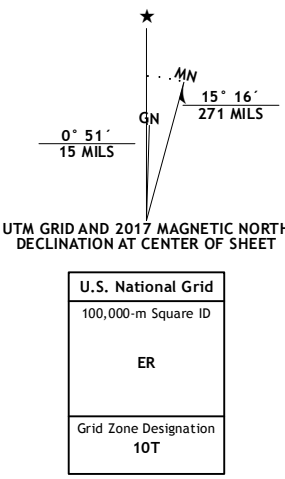 MN
GN
15° 16´
271 MILS
0° 51´
15 MILS
UTM GRID AND 2017 MAGNETIC NORTH
DECLINATION AT CENTER OF SHEET
U.S. National Grid
100,000-m Square ID
ER
Grid Zone Designation
10T